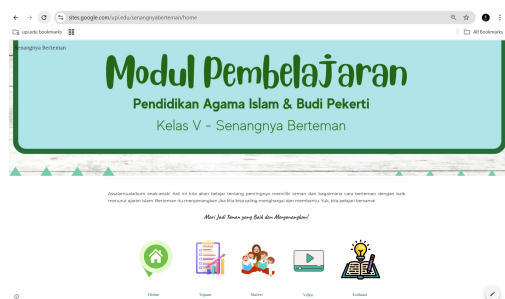 sites.google.com/upi.edu/senangnyaberteman/home
upi.edu bookmarks
All Bookmarks
Senangnya Berteman
Modul Pembelajaran
Pendidikan Agama Islam & Budi Pekerti
Kelas V - Senangnya Berteman
Assalamualaikum anak-anak! Kali ini kita akan belajar tentang pentingnya memiliki teman dan bagaimana cara berteman dengan baik
menurut ajaran Islam. Berteman itu menyenangkan jika kita bisa saling menghargai dan membantu. Yuk, kita pelajari bersama!
Mari Jadi Teman yang Baik dan Menyenangkan!
Home Tujuan Materi Video Evaluasi